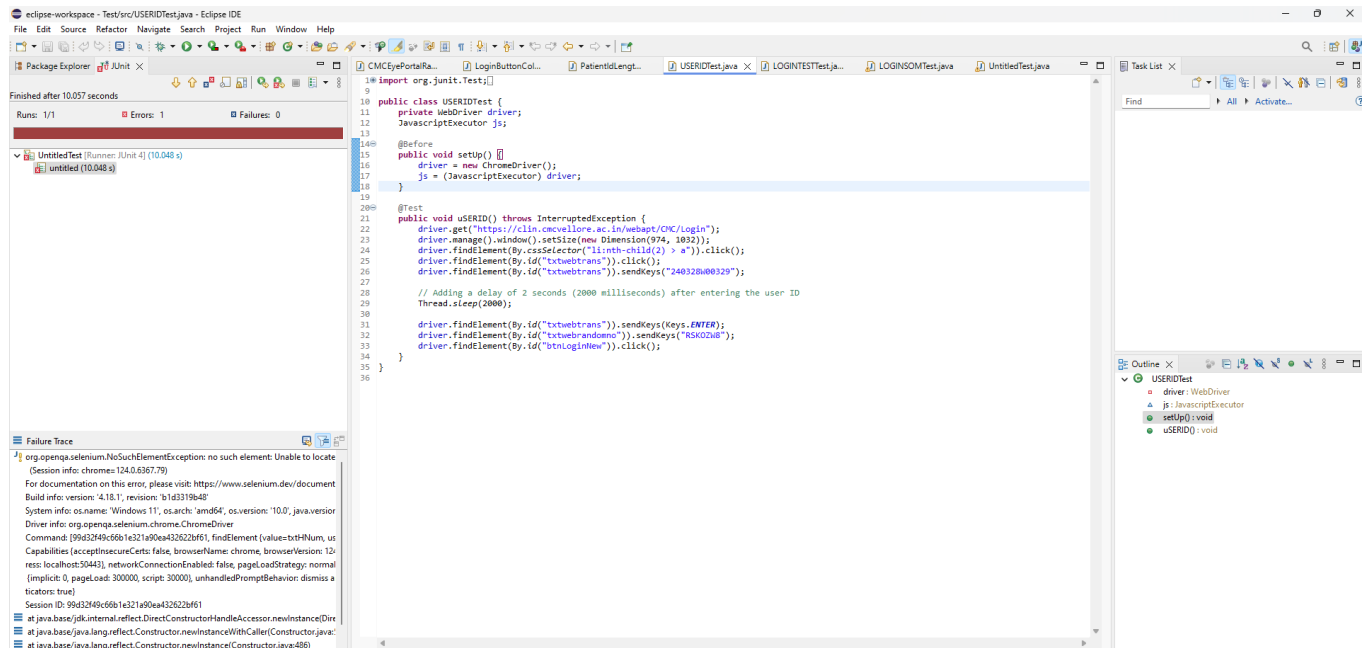 eclipse-workspace - Test/src/USERIDTest.java - Eclipse IDE
File Edit Source Refactor Navigate Search Project Run Window Help
Package Explorer JUnit
Finished after 10.057 seconds
Runs: 1/1 Errors: 1 Failures: 0
UntitledTest [Runner: JUnit 4] (10.048 s)
untitled (10.048 s)
Failure Trace
org.openqa.selenium.NoSuchElementException: no such element: Unable to locate
(Session info: chrome=124.0.6367.79)
For documentation on this error, please visit: https://www.selenium.dev/document
Build info: version: '4.18.1', revision: 'b1d3319b48'
System info: os.name: 'Windows 11', os.arch: 'amd64', os.version: '10.0', java.version
Driver info: org.openqa.selenium.chrome.ChromeDriver
Command: [99d32f49c66b1e321a90ea432622bf61, findElement {value=txtHNum, us
Capabilities {acceptInsecureCerts: false, browserName: chrome, browserVersion: 124
ress: localhost:50443}, networkConnectionEnabled: false, pageLoadStrategy: normal
{implicit: 0, pageLoad: 300000, script: 30000}, unhandledPromptBehavior: dismiss a
ticators: true}
Session ID: 99d32f49c66b1e321a90ea432622bf61
at java.base/jdk.internal.reflect.DirectConstructorHandleAccessor.newInstance(Dire
at java.base/java.lang.reflect.Constructor.newInstanceWithCaller(Constructor.java:
at java.base/java.lang.reflect.Constructor.newInstance(Constructor.java:486)
CMCEyePortalRa... LoginButtonCol... PatientIdLengt... USERIDTest.java LOGINTESTTest.ja... LOGINSOMTest.java UntitledTest.java
1 import org.junit.Test;
9
10 public class USERIDTest {
11 private WebDriver driver;
12 JavascriptExecutor js;
13
14 @Before
15 public void setUp() {
16 driver = new ChromeDriver();
17 js = (JavascriptExecutor) driver;
18 }
19
20 @Test
21 public void uSERID() throws InterruptedException {
22 driver.get("https://clin.cmcvellore.ac.in/webapt/CMC/Login");
23 driver.manage().window().setSize(new Dimension(974, 1032));
24 driver.findElement(By.cssSelector("li:nth-child(2) > a")).click();
25 driver.findElement(By.id("txtwebtrans")).click();
26 driver.findElement(By.id("txtwebtrans")).sendKeys("240328W00329");
27
28 // Adding a delay of 2 seconds (2000 milliseconds) after entering the user ID
29 Thread.sleep(2000);
30
31 driver.findElement(By.id("txtwebtrans")).sendKeys(Keys.ENTER);
32 driver.findElement(By.id("txtwebrandomno")).sendKeys("RSKOZW8");
33 driver.findElement(By.id("btnLoginNew")).click();
34 }
35 }
36
Task List
Find All Activate...
Outline
USERIDTest
driver : WebDriver
js : JavascriptExecutor
setUp() : void
uSERID() : void